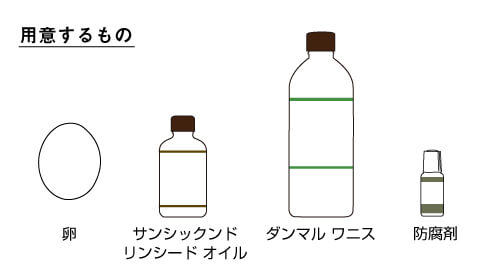 用意するもの
卵
サンシックンド
リンシード オイル
ダンマル ワニス
防腐剤